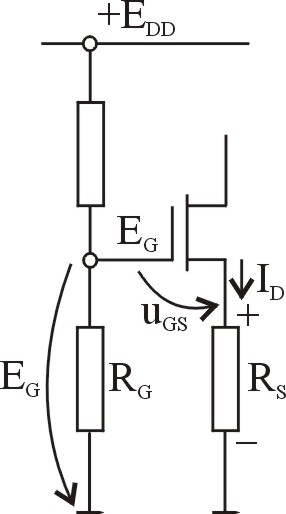 +E_DD
E_G
I_D
u_GS
+
E_G
R_G
R_S
−